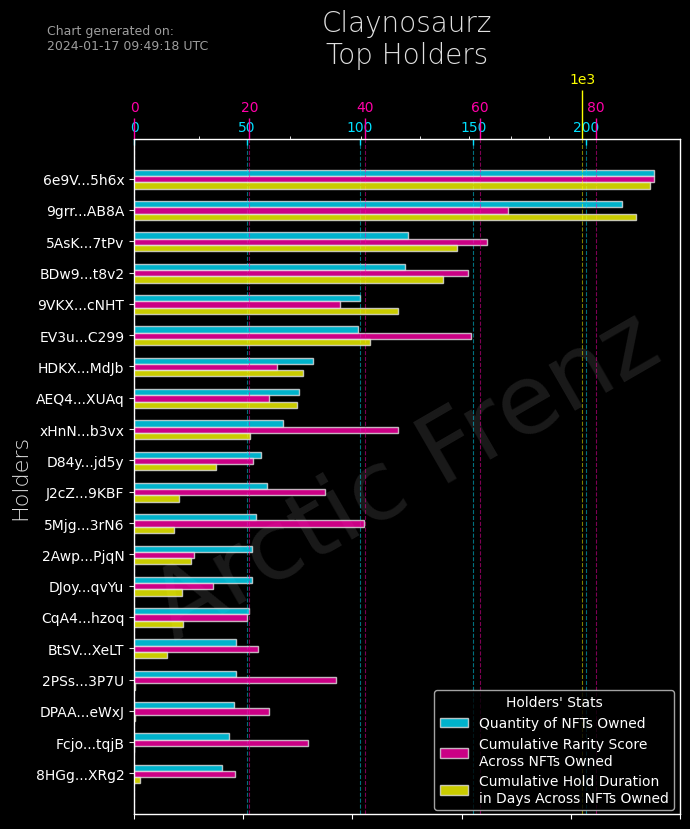 Chart generated on:
2024-01-17 09:49:18 UTC
Claynosaurz
Top Holders
1e3
0 20 40 60 80
0 50 100 150 200
Holders
6e9V...5h6x
9grr...AB8A
5AsK...7tPv
BDw9...t8v2
9VKX...cNHT
EV3u...C299
HDKX...MdJb
AEQ4...XUAq
xHnN...b3vx
D84y...jd5y
J2cZ...9KBF
5Mjg...3rN6
2Awp...PjqN
DJoy...qvYu
CqA4...hzoq
BtSV...XeLT
2PSs...3P7U
DPAA...eWxJ
Fcjo...tqjB
8HGg...XRg2
Arctic Frenz
Holders' Stats
Quantity of NFTs Owned
Cumulative Rarity Score
Across NFTs Owned
Cumulative Hold Duration
in Days Across NFTs Owned